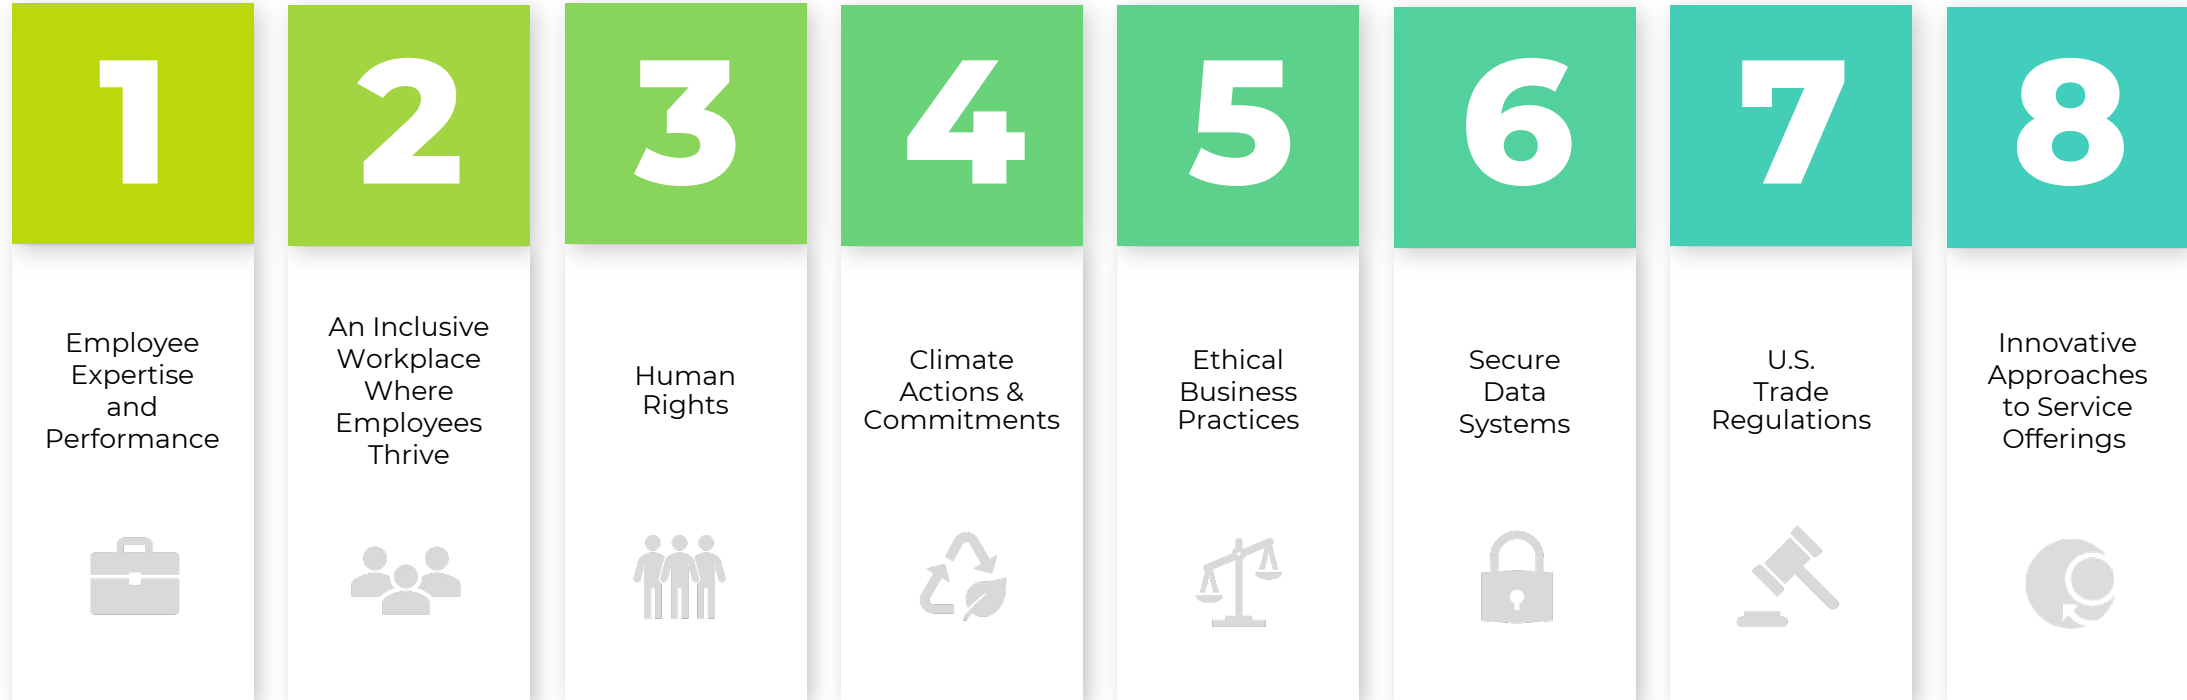 1
Employee
Expertise
and
Performance
2
An Inclusive
Workplace
Where
Employees
Thrive
3
Human
Rights
4
Climate
Actions &
Commitments
5
Ethical
Business
Practices
6
Secure
Data
Systems
7
U.S.
Trade
Regulations
8
Innovative
Approaches
to Service
Offerings